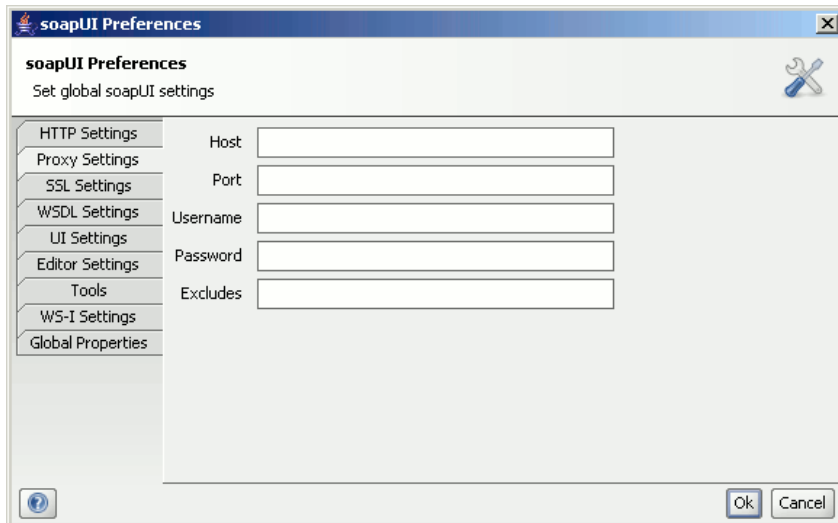 soapUI Preferences
soapUI Preferences
Set global soapUI settings
HTTP Settings
Proxy Settings
SSL Settings
WSDL Settings
UI Settings
Editor Settings
Tools
WS-I Settings
Global Properties
Host
Port
Username
Password
Excludes
Ok
Cancel